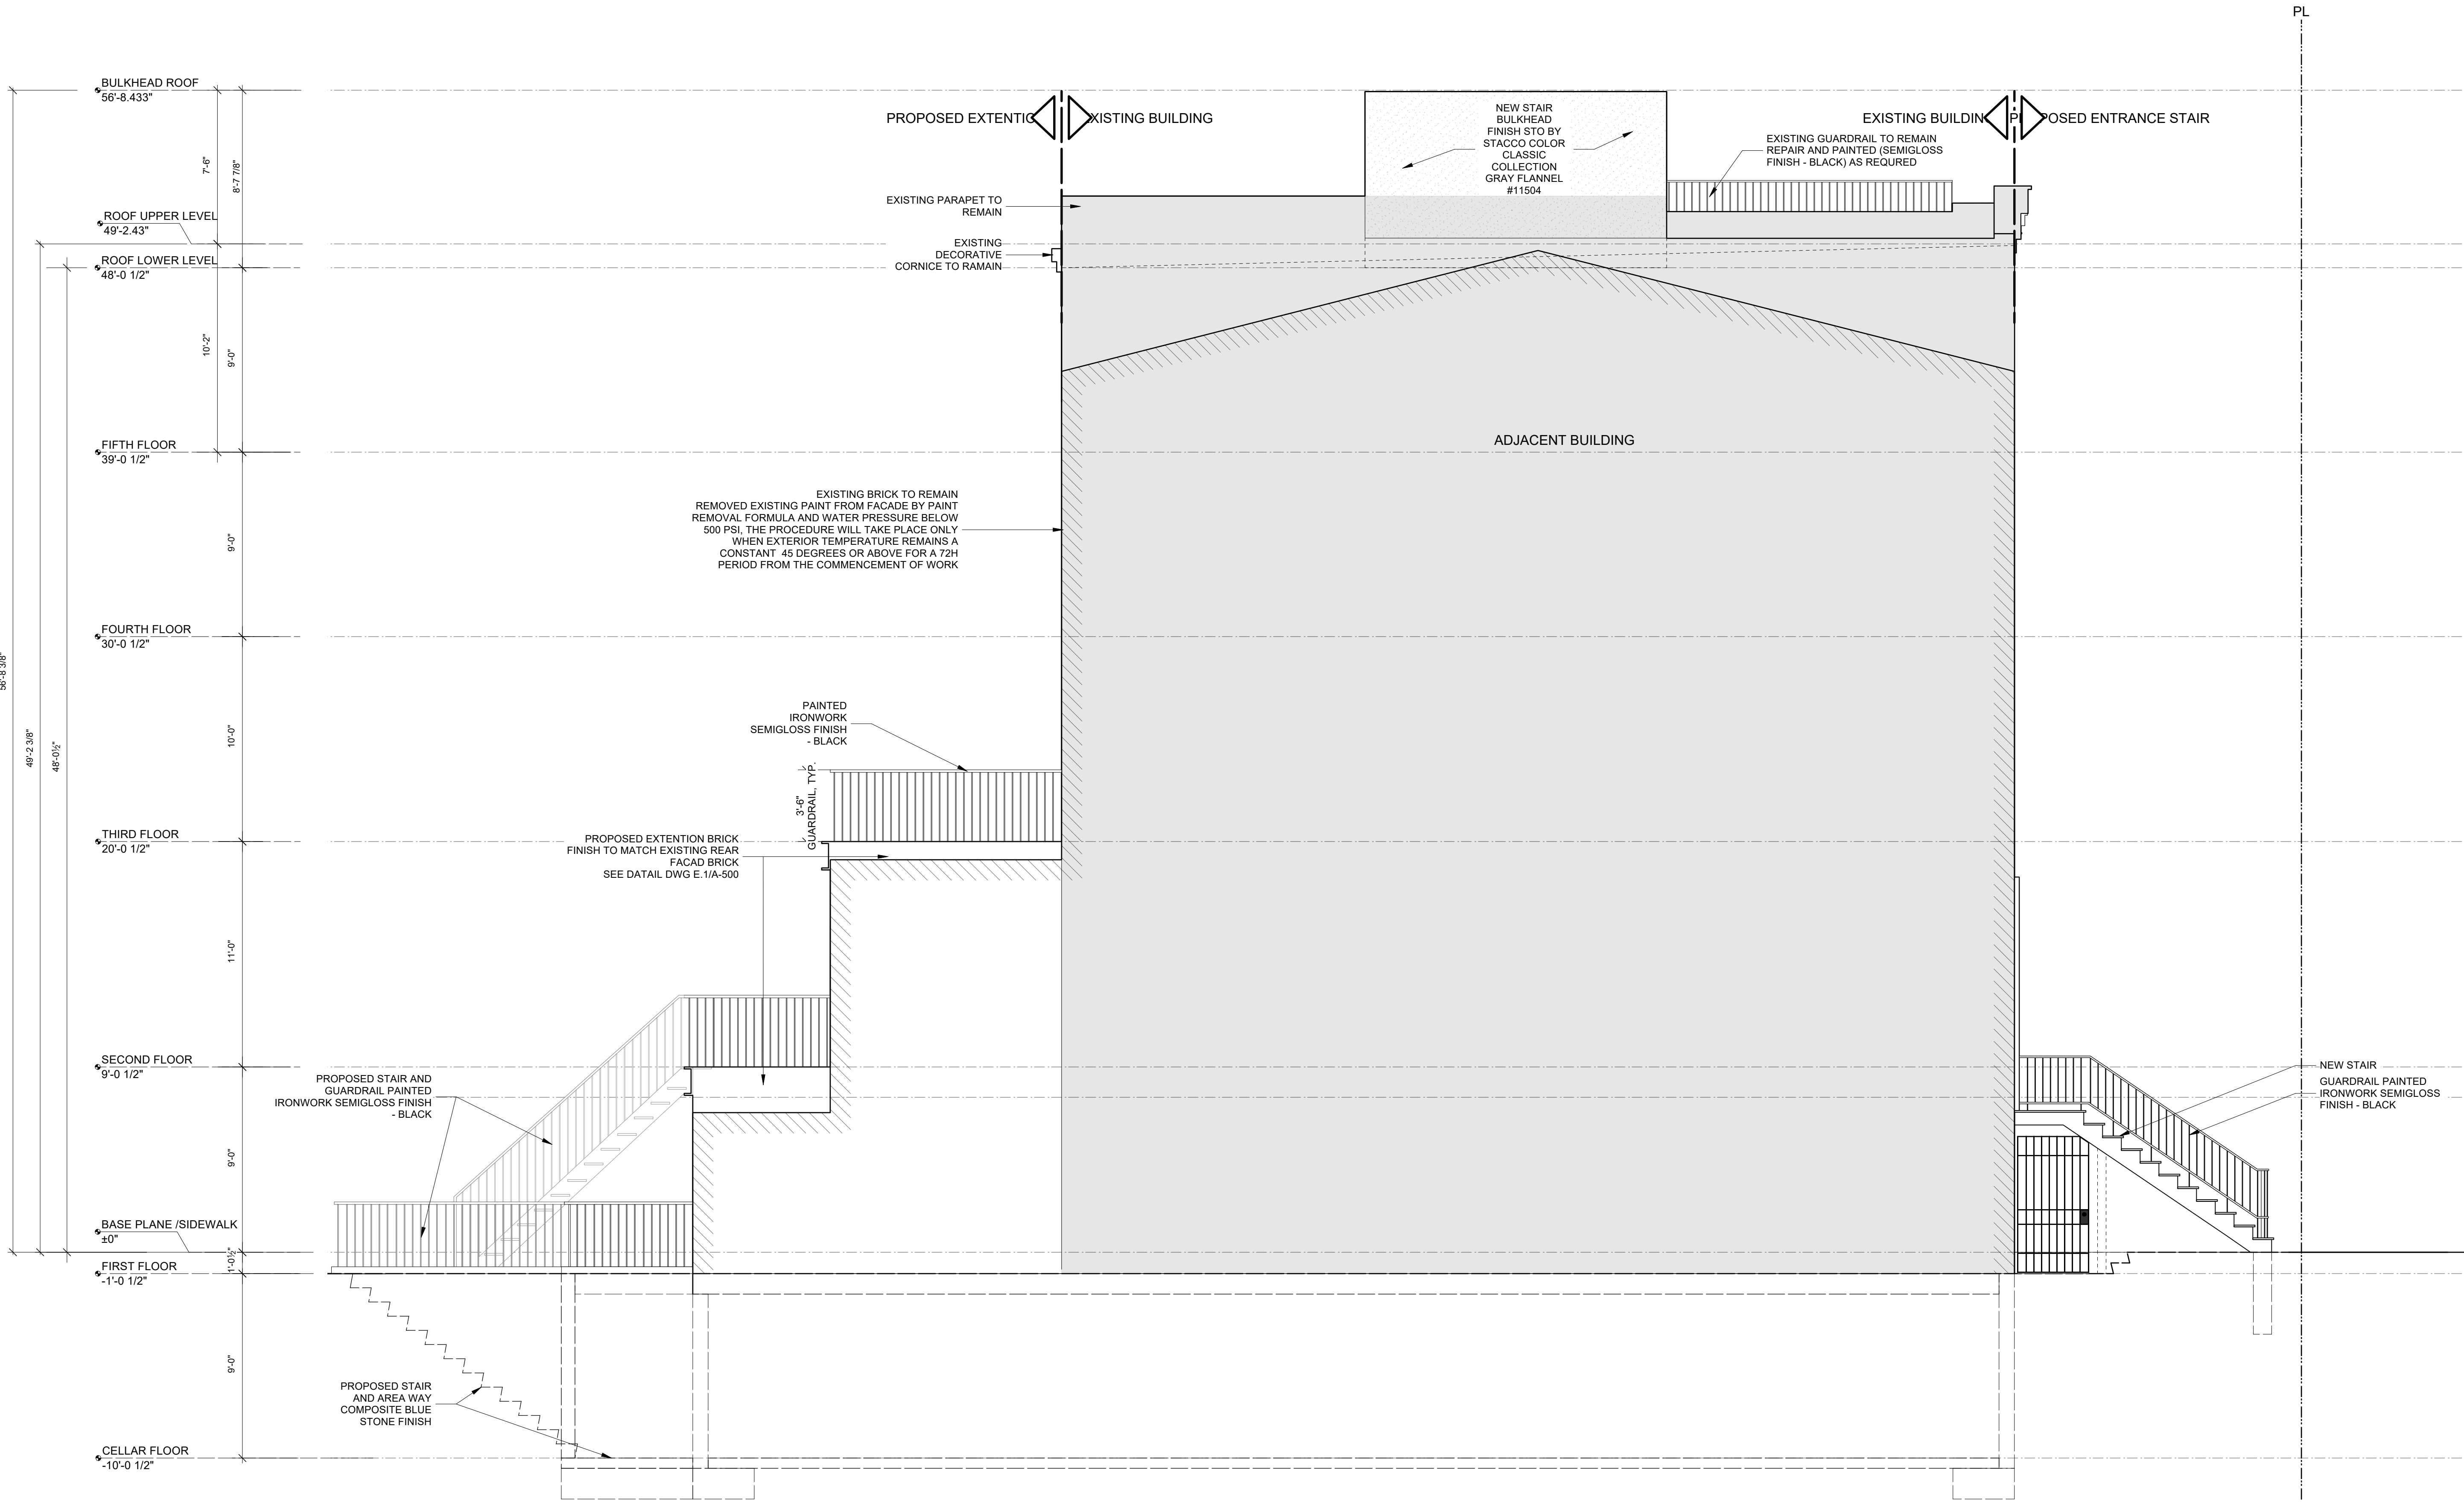 PL
BULKHEAD ROOF
56'-8.433"
PROPOSED EXTENTIO
XISTING BUILDING
NEW STAIR
BULKHEAD
FINISH STO BY
STACCO COLOR
CLASSIC
COLLECTION
GRAY FLANNEL
#11504
EXISTING BUILDIN
P
POSED ENTRANCE STAIR
EXISTING GUARDRAIL TO REMAIN
REPAIR AND PAINTED (SEMIGLOSS
FINISH - BLACK) AS REQURED
7'-6"
8'-7 7/8"
EXISTING PARAPET TO
REMAIN
ROOF UPPER LEVEL
49'-2.43"
EXISTING
DECORATIVE
CORNICE TO RAMAIN
ROOF LOWER LEVEL
48'-0 1/2"
10'-2"
9'-0"
FIFTH FLOOR
39'-0 1/2"
ADJACENT BUILDING
EXISTING BRICK TO REMAIN
REMOVED EXISTING PAINT FROM FACADE BY PAINT
REMOVAL FORMULA AND WATER PRESSURE BELOW
500 PSI, THE PROCEDURE WILL TAKE PLACE ONLY
WHEN EXTERIOR TEMPERATURE REMAINS A
CONSTANT 45 DEGREES OR ABOVE FOR A 72H
PERIOD FROM THE COMMENCEMENT OF WORK
9'-0"
FOURTH FLOOR
30'-0 1/2"
56'-8 3/8"
49'-2 3/8"
48'-0½"
10'-0"
PAINTED
IRONWORK
SEMIGLOSS FINISH
- BLACK
3'-6"
GUARDRAIL, TYP.
THIRD FLOOR
20'-0 1/2"
PROPOSED EXTENTION BRICK
FINISH TO MATCH EXISTING REAR
FACAD BRICK
SEE DATAIL DWG E.1/A-500
11'-0"
SECOND FLOOR
9'-0 1/2"
PROPOSED STAIR AND
GUARDRAIL PAINTED
IRONWORK SEMIGLOSS FINISH
- BLACK
NEW STAIR
GUARDRAIL PAINTED
IRONWORK SEMIGLOSS
FINISH - BLACK
9'-0"
BASE PLANE /SIDEWALK
±0"
1'-0½"
FIRST FLOOR
-1'-0 1/2"
9'-0"
PROPOSED STAIR
AND AREA WAY
COMPOSITE BLUE
STONE FINISH
CELLAR FLOOR
-10'-0 1/2"